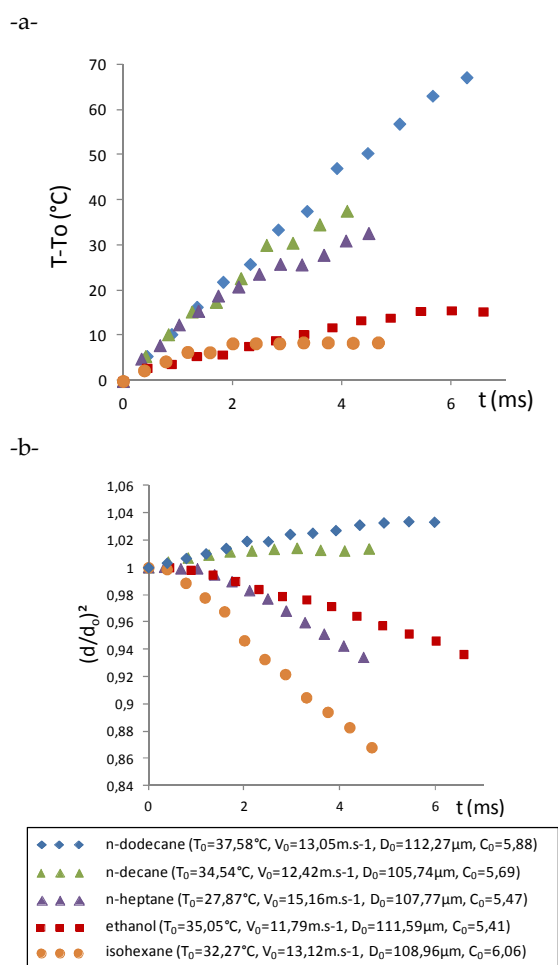 -a-
70
60
50
40
30
20
10
0
T-To (°C)
0 2 4 6
t (ms)
-b-
1,06
1,04
1,02
1
0,98
0,96
0,94
0,92
0,9
0,88
0,86
0,84
(d/d₀)²
0 2 4 6
t (ms)
n-dodecane (T₀=37,58°C, V₀=13,05m.s-1, D₀=112,27µm, C₀=5,88)
n-decane (T₀=34,54°C, V₀=12,42m.s-1, D₀=105,74µm, C₀=5,69)
n-heptane (T₀=27,87°C, V₀=15,16m.s-1, D₀=107,77µm, C₀=5,47)
ethanol (T₀=35,05°C, V₀=11,79m.s-1, D₀=111,59µm, C₀=5,41)
isohexane (T₀=32,27°C, V₀=13,12m.s-1, D₀=108,96µm, C₀=6,06)